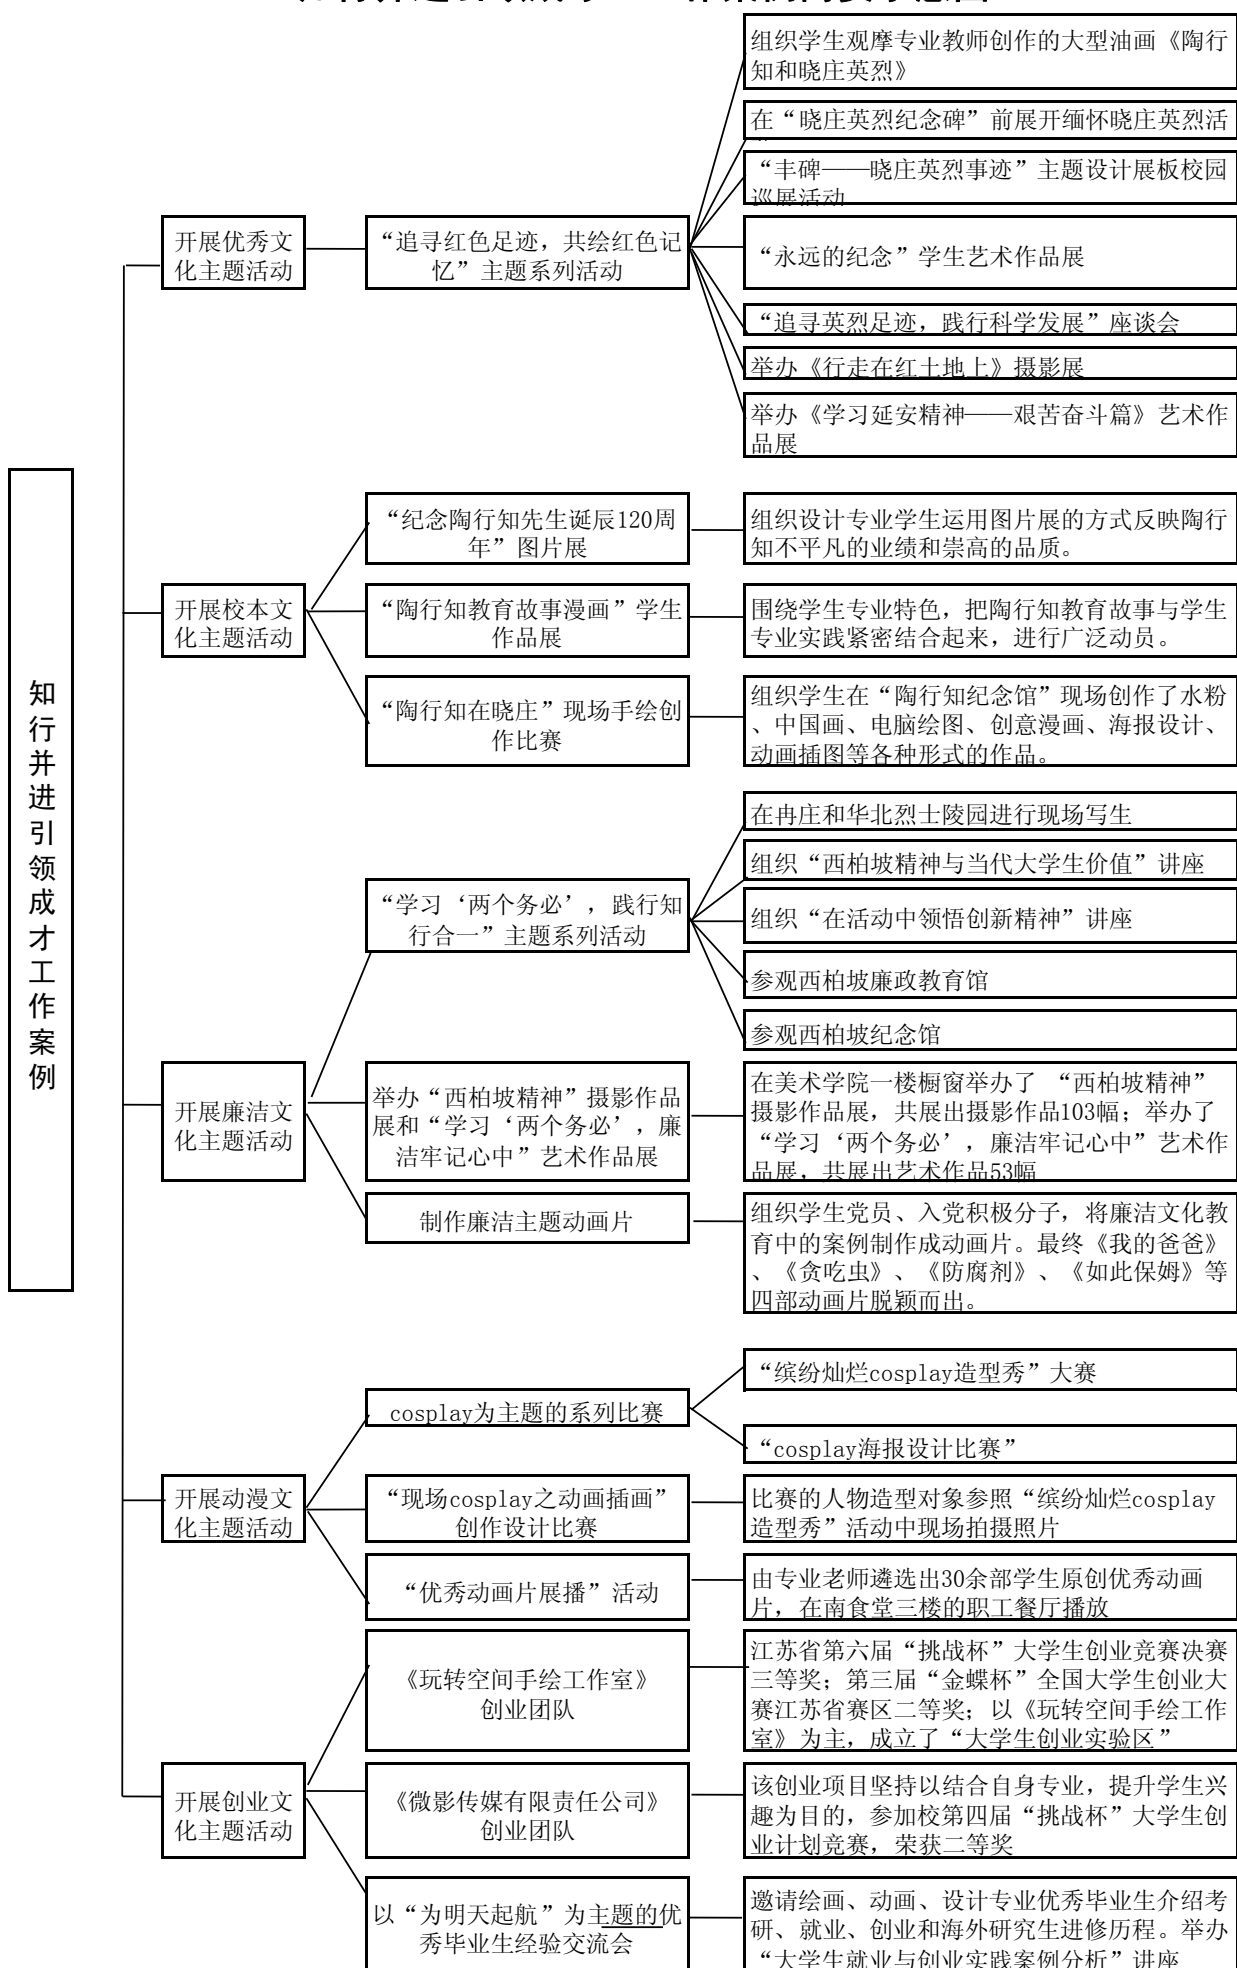 组织学生观摩专业教师创作的大型油画《陶行
知和晓庄英烈》
在“晓庄英烈纪念碑”前展开缅怀晓庄英烈活
“丰碑——晓庄英烈事迹”主题设计展板校园
巡展活动
开展优秀文
化主题活动
“追寻红色足迹，共绘红色记
忆”主题系列活动
“永远的纪念”学生艺术作品展
“追寻英烈足迹，践行科学发展”座谈会
举办《行走在红土地上》摄影展
举办《学习延安精神——艰苦奋斗篇》艺术作
品展
知行并进引领成才工作案例
开展校本文
化主题活动
“纪念陶行知先生诞辰120周
年”图片展
组织设计专业学生运用图片展的方式反映陶行
知不平凡的业绩和崇高的品质。
“陶行知教育故事漫画”学生
作品展
围绕学生专业特色，把陶行知教育故事与学生
专业实践紧密结合起来，进行广泛动员。
“陶行知在晓庄”现场手绘创
作比赛
组织学生在“陶行知纪念馆”现场创作了水粉
、中国画、电脑绘图、创意漫画、海报设计、
动画插图等各种形式的作品。
开展廉洁文
化主题活动
“学习‘两个务必’，践行知
行合一”主题系列活动
在冉庄和华北烈士陵园进行现场写生
组织“西柏坡精神与当代大学生价值”讲座
组织“在活动中领悟创新精神”讲座
参观西柏坡廉政教育馆
参观西柏坡纪念馆
举办“西柏坡精神”摄影作品
展和“学习‘两个务必’，廉
洁牢记心中”艺术作品展
在美术学院一楼橱窗举办了 “西柏坡精神”
摄影作品展，共展出摄影作品103幅；举办了
“学习‘两个务必’，廉洁牢记心中”艺术作
品展，共展出艺术作品53幅
制作廉洁主题动画片
组织学生党员、入党积极分子，将廉洁文化教
育中的案例制作成动画片。最终《我的爸爸》
、《贪吃虫》、《防腐剂》、《如此保姆》等
四部动画片脱颖而出。
开展动漫文
化主题活动
cosplay为主题的系列比赛
“缤纷灿烂cosplay造型秀”大赛
“cosplay海报设计比赛”
“现场cosplay之动画插画”
创作设计比赛
比赛的人物造型对象参照“缤纷灿烂cosplay
造型秀”活动中现场拍摄照片
“优秀动画片展播”活动
由专业老师遴选出30余部学生原创优秀动画
片，在南食堂三楼的职工餐厅播放
开展创业文
化主题活动
《玩转空间手绘工作室》
创业团队
江苏省第六届“挑战杯”大学生创业竞赛决赛
三等奖；第三届“金蝶杯”全国大学生创业大
赛江苏省赛区二等奖；以《玩转空间手绘工作
室》为主，成立了“大学生创业实验区”
《微影传媒有限责任公司》
创业团队
该创业项目坚持以结合自身专业，提升学生兴
趣为目的，参加校第四届“挑战杯”大学生创
业计划竞赛，荣获二等奖
以“为明天起航”为主题的优
秀毕业生经验交流会
邀请绘画、动画、设计专业优秀毕业生介绍考
研、就业、创业和海外研究生进修历程。举办
“大学生就业与创业实践案例分析”讲座